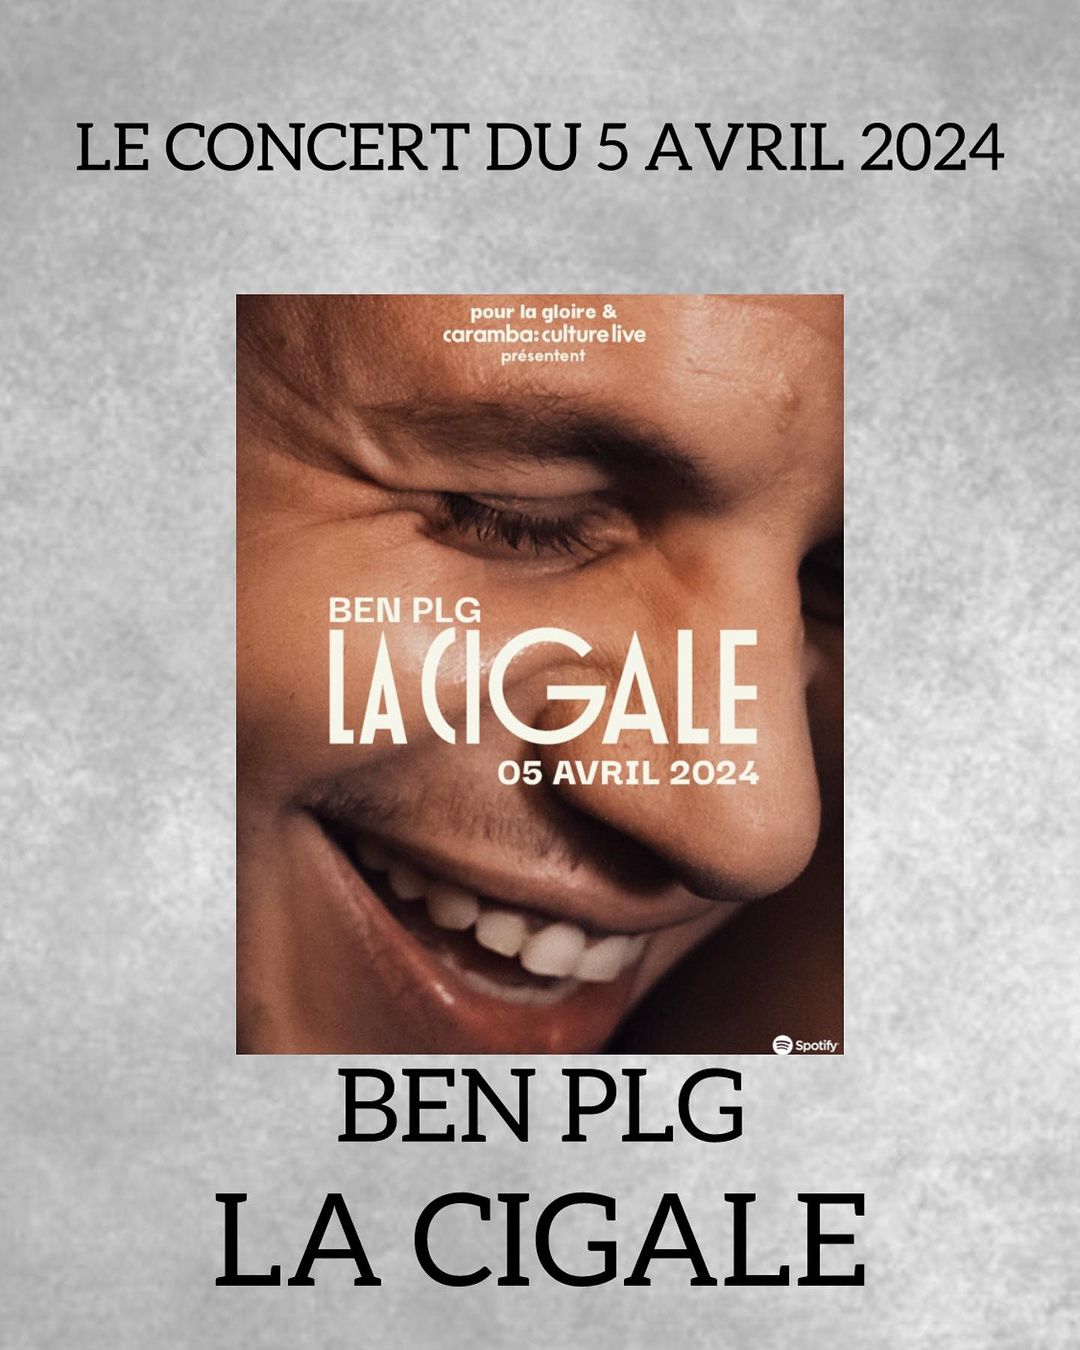 LE CONCERT DU 5 AVRIL 2024
pour la gloire &
caramba: culture live
présentent
BEN PLG
LA CIGALE
05 AVRIL 2024
Spotify
BEN PLG
LA CIGALE